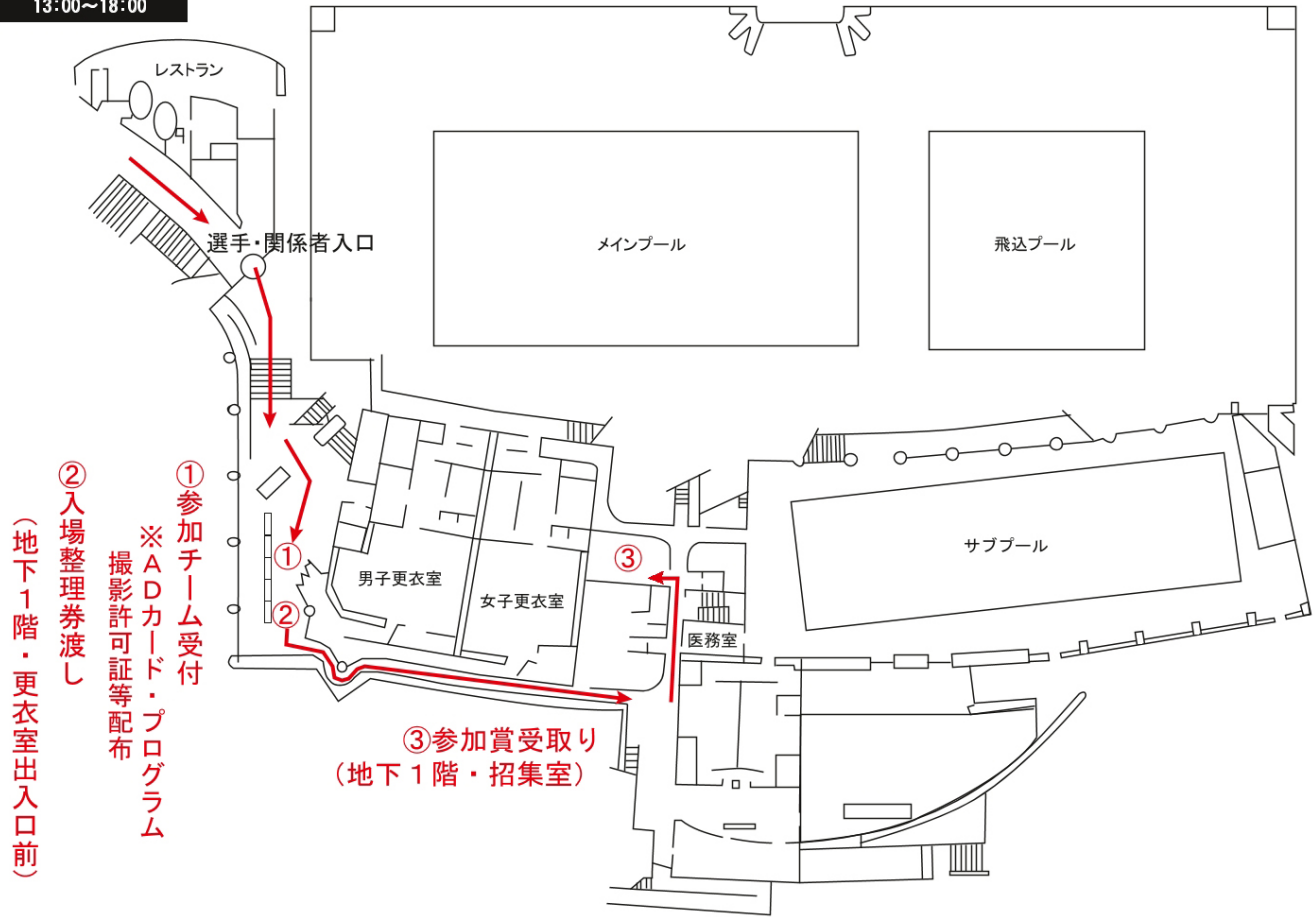 13:00~18:00
レストラン
選手・関係者入口
メインプール
飛込プール
サブプール
男子更衣室
女子更衣室
医務室
①
②
③
①参加チーム受付
※ADカード・プログラム
撮影許可証等配布
②入場整理券渡し
(地下1階・更衣室出入口前)
③参加賞受取り
(地下1階・招集室)